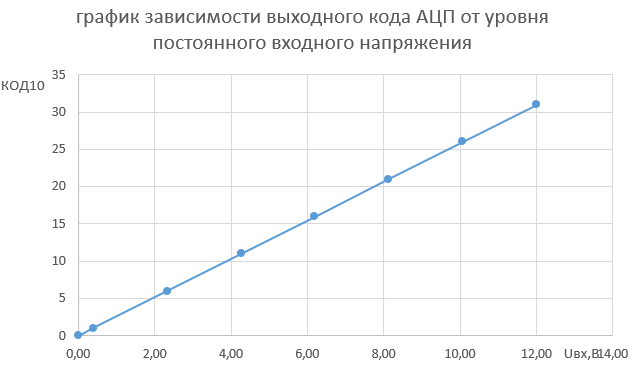 график зависимости выходного кода АЦП от уровня
постоянного входного напряжения
КОД10
35
30
25
20
15
10
5
0
0,00 2,00 4,00 6,00 8,00 10,00 12,00 Uвх,В 14,00